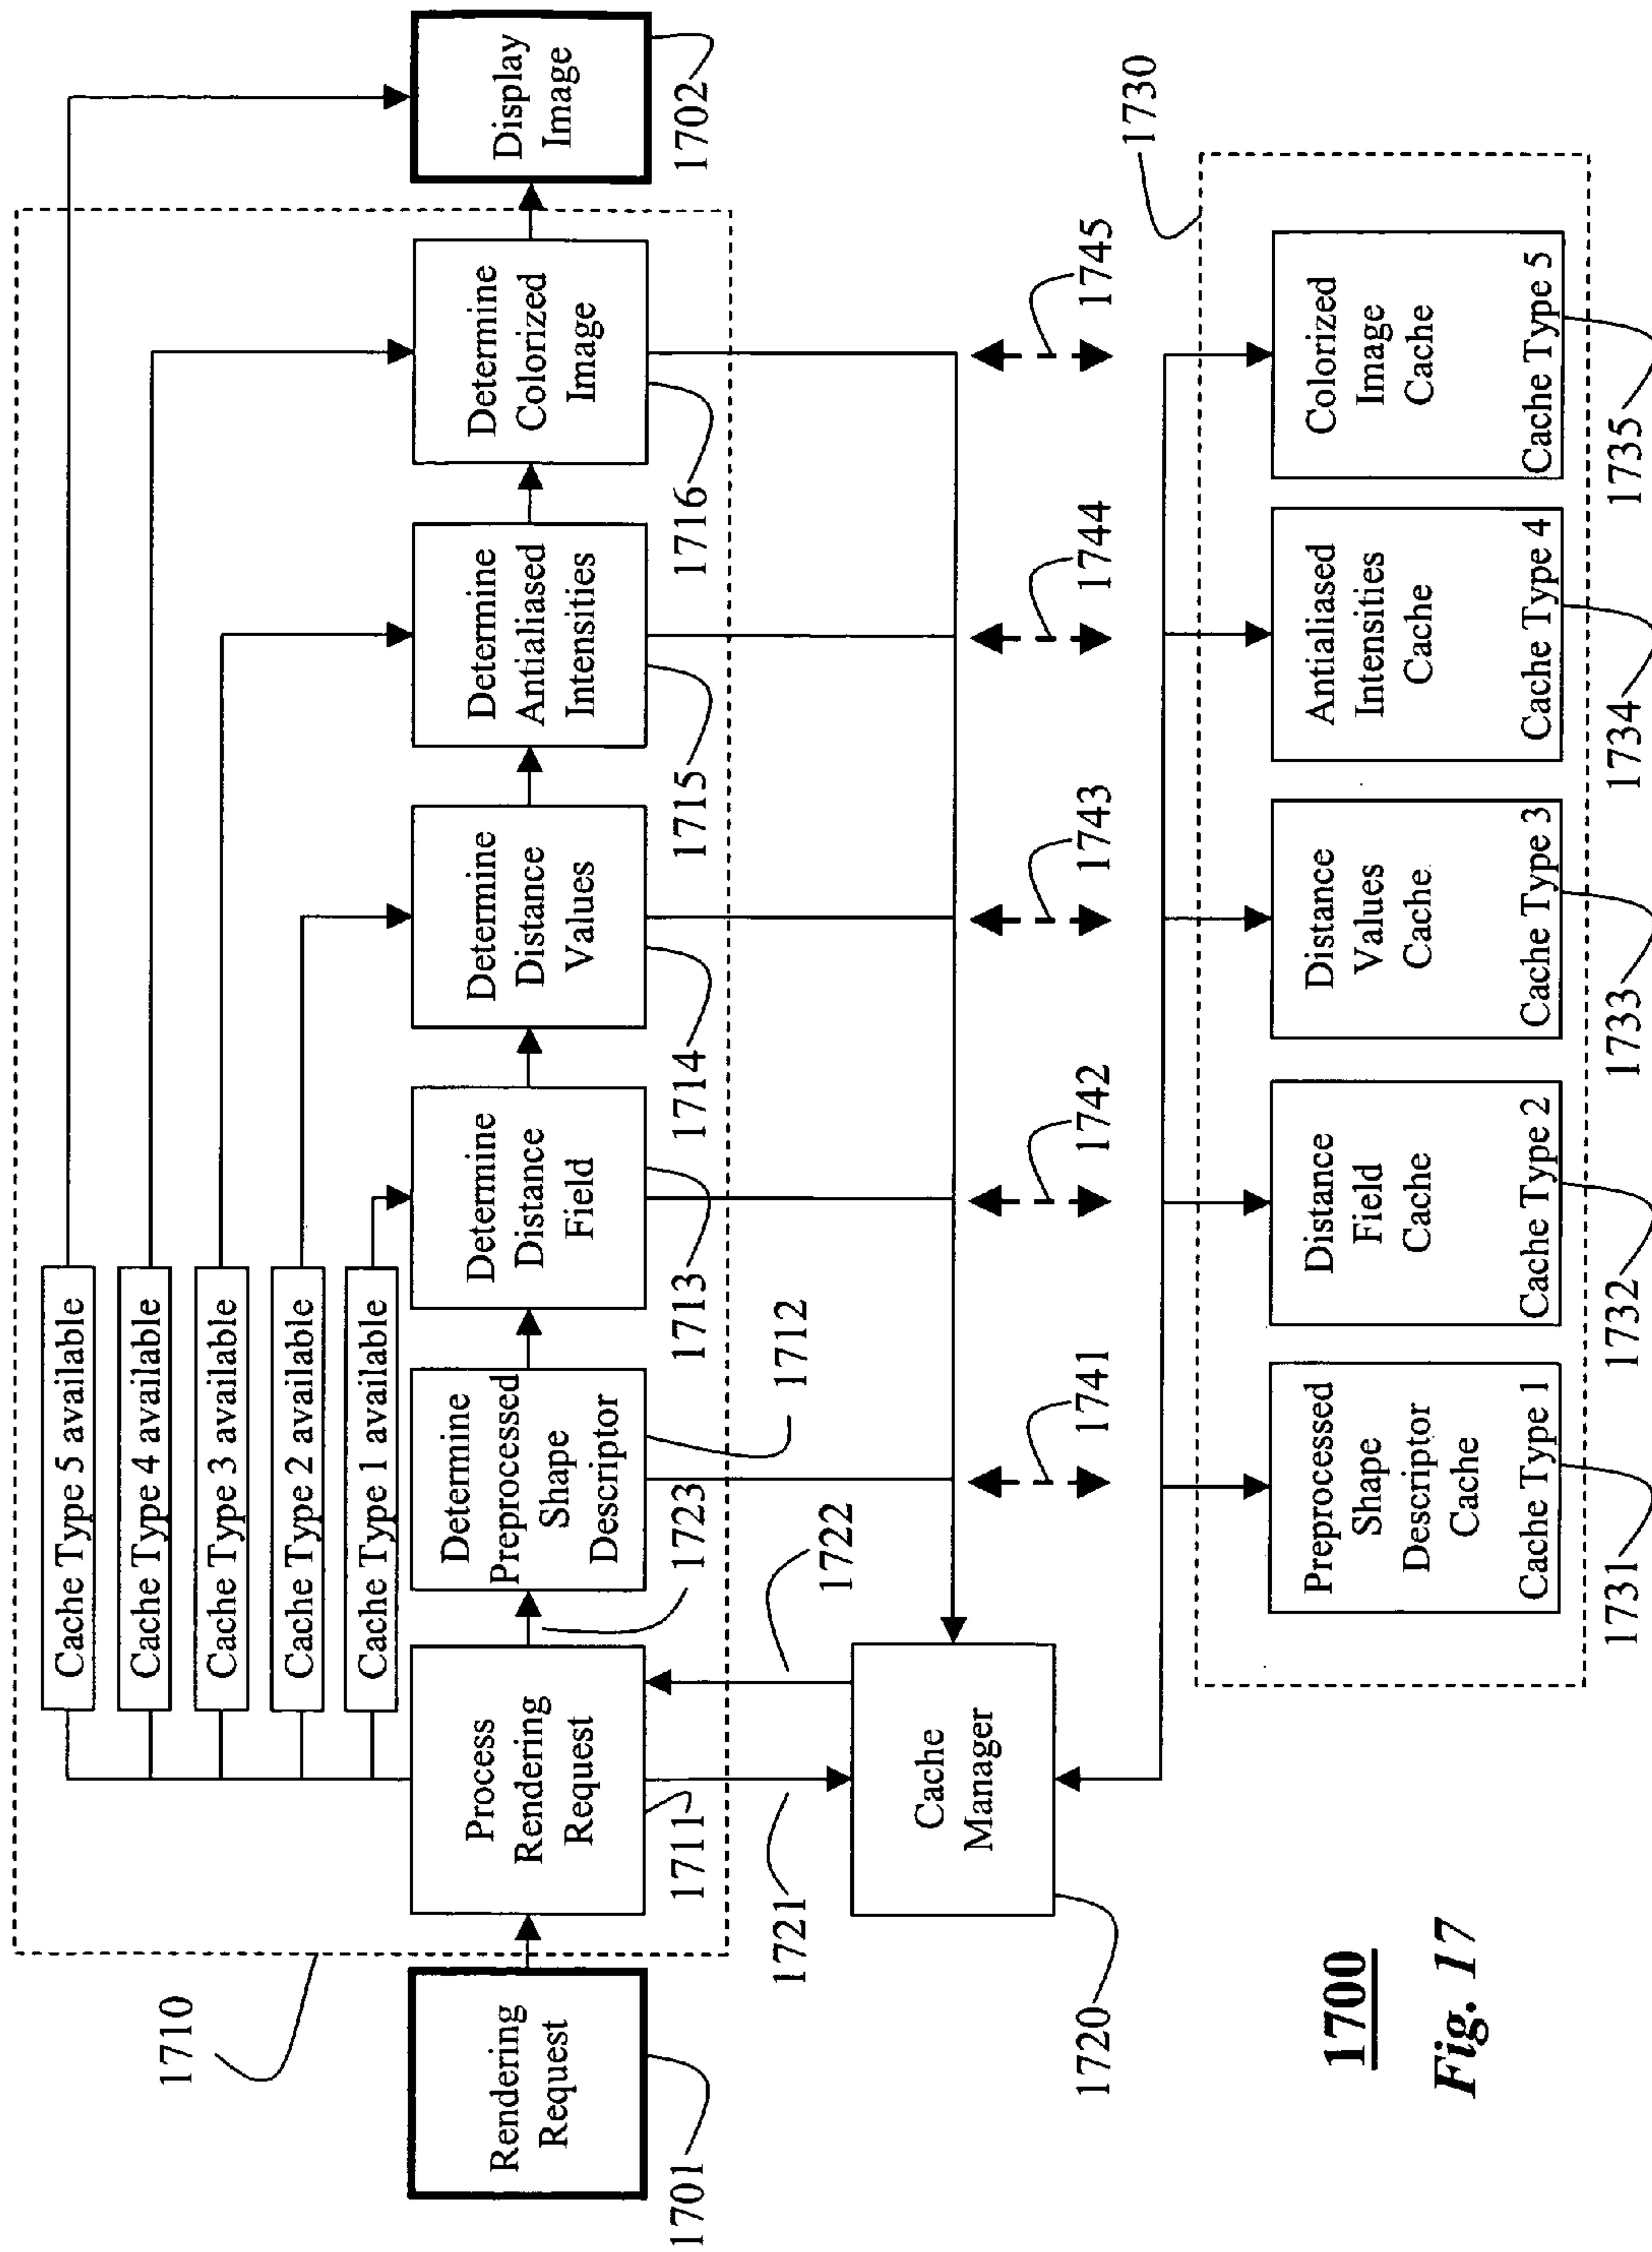 Cache Type 5 available
Cache Type 4 available
Cache Type 3 available
Cache Type 2 available
Cache Type 1 available
1710
Rendering
Request
1701
Process
Rendering
Request
1711
1723
Determine
Preprocessed
Shape
Descriptor
1712
Determine
Distance
Field
1713
Determine
Distance
Values
1714
Determine
Antialiased
Intensities
1715
Determine
Colorized
Image
1716
Display
Image
1702
1721
1722
Cache
Manager
1720
1741
1742
1743
1744
1745
1730
Preprocessed
Shape
Descriptor
Cache
Cache Type 1
1731
Distance
Field
Cache
Cache Type 2
1732
Distance
Values
Cache
Cache Type 3
1733
Antialiased
Intensities
Cache
Cache Type 4
1734
Colorized
Image
Cache
Cache Type 5
1735
1700
Fig. 17